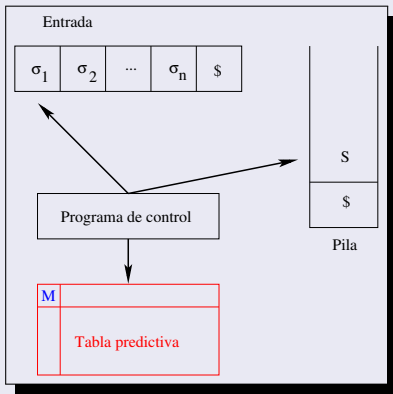 Entrada
σ1 σ2 ... σn $
S
$
Programa de control
Pila
M
Tabla predictiva